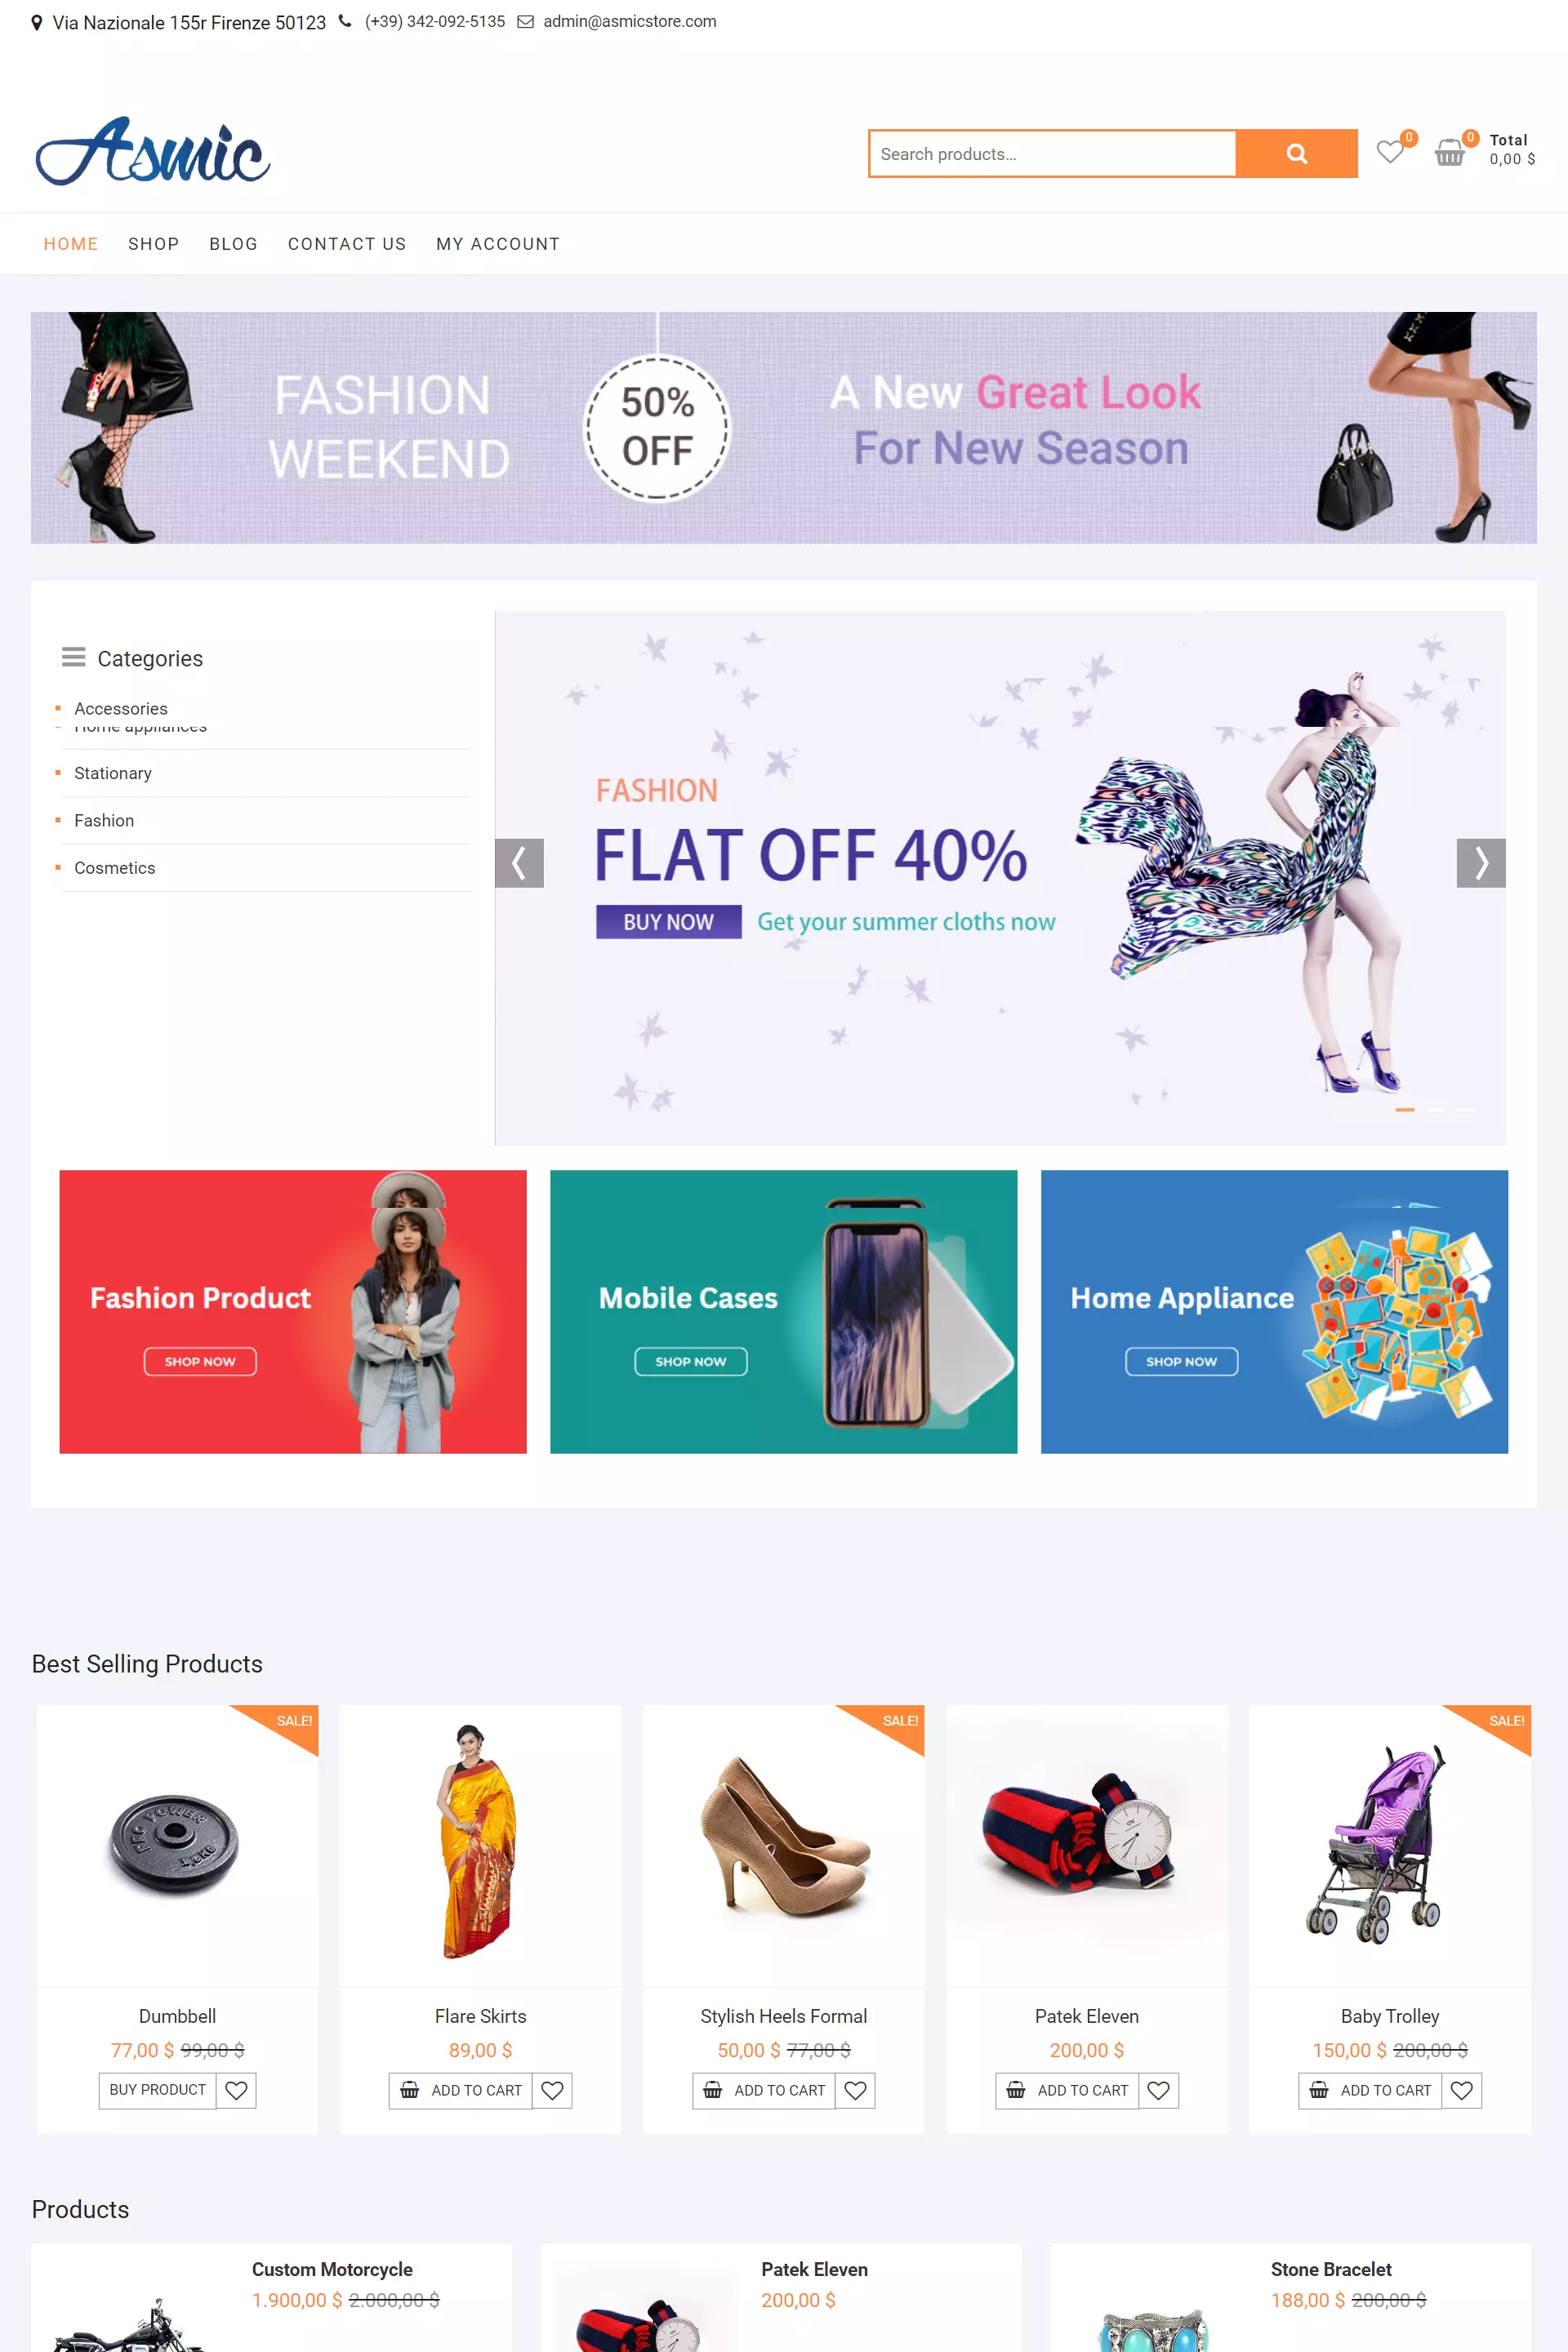 Via Nazionale 155r Firenze 50123 (+39) 342-092-5135 admin@asmicstore.com
Asmic
Search products...
0
0
Total
0,00 $
HOME SHOP BLOG CONTACT US MY ACCOUNT
FASHION
WEEKEND
50%
OFF
A New Great Look
For New Season
Categories
Accessories
Home appliances
Stationary
Fashion
Cosmetics
FASHION
FLAT OFF 40%
BUY NOW Get your summer cloths now
Fashion Product
SHOP NOW
Mobile Cases
SHOP NOW
Home Appliance
SHOP NOW
Best Selling Products
SALE!
PRO POWER
Dumbbell
77,00 $ 99,00 $
BUY PRODUCT
Flare Skirts
89,00 $
ADD TO CART
SALE!
Stylish Heels Formal
50,00 $ 77,00 $
ADD TO CART
Patek Eleven
200,00 $
ADD TO CART
SALE!
Baby Trolley
150,00 $ 200,00 $
ADD TO CART
Products
Custom Motorcycle
1.900,00 $ 2.000,00 $
Patek Eleven
200,00 $
Stone Bracelet
188,00 $ 200,00 $